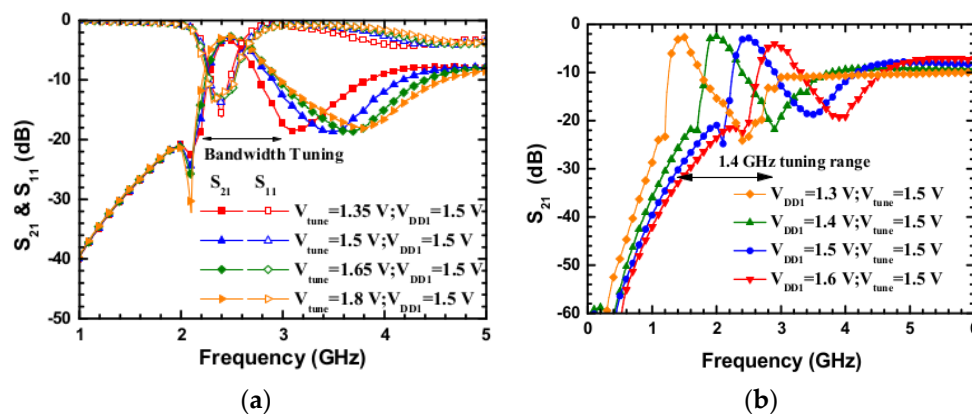 0
-10
-20
-30
-40
-50
S21 & S11 (dB)
Bandwidth Tuning
S21 S11
Vtune=1.35 V;VDD1=1.5 V
Vtune=1.5 V;VDD1=1.5 V
Vtune=1.65 V;VDD1=1.5 V
Vtune=1.8 V;VDD1=1.5 V
1 2 3 4 5
Frequency (GHz)
(a)
0
-10
-20
-30
-40
-50
-60
S21 (dB)
1.4 GHz tuning range
VDD1=1.3 V;Vtune=1.5 V
VDD1=1.4 V;Vtune=1.5 V
VDD1=1.5 V;Vtune=1.5 V
VDD1=1.6 V;Vtune=1.5 V
0 1 2 3 4 5 6
Frequency (GHz)
(b)